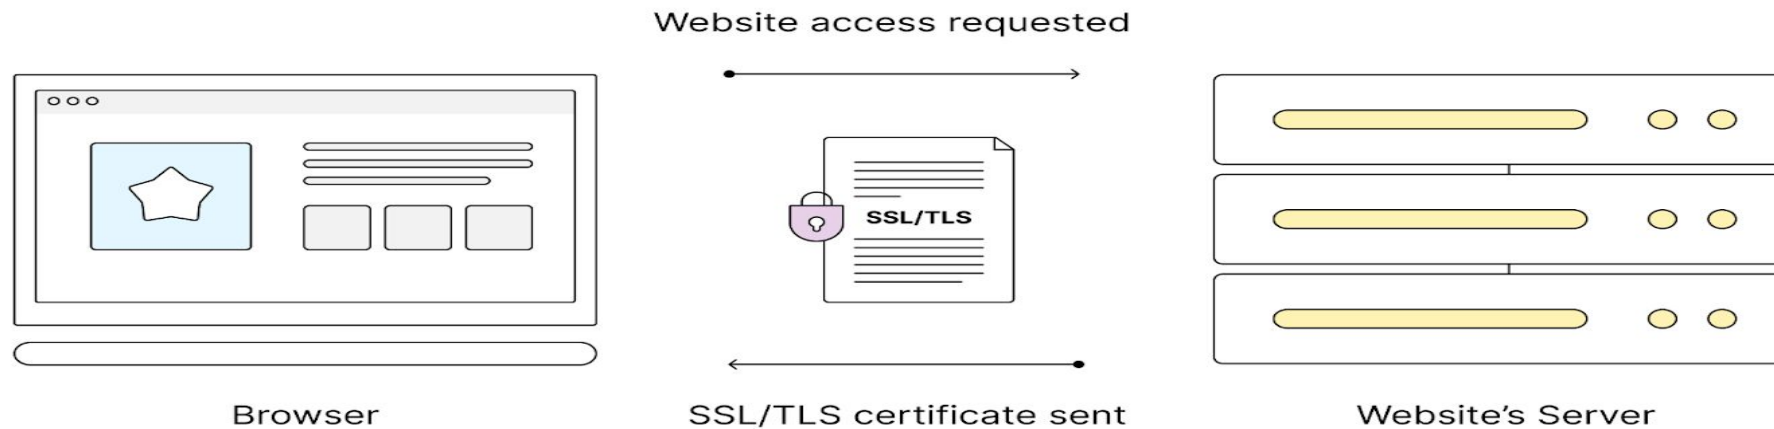 Website access requested
SSL/TLS
Browser
SSL/TLS certificate sent
Website’s Server